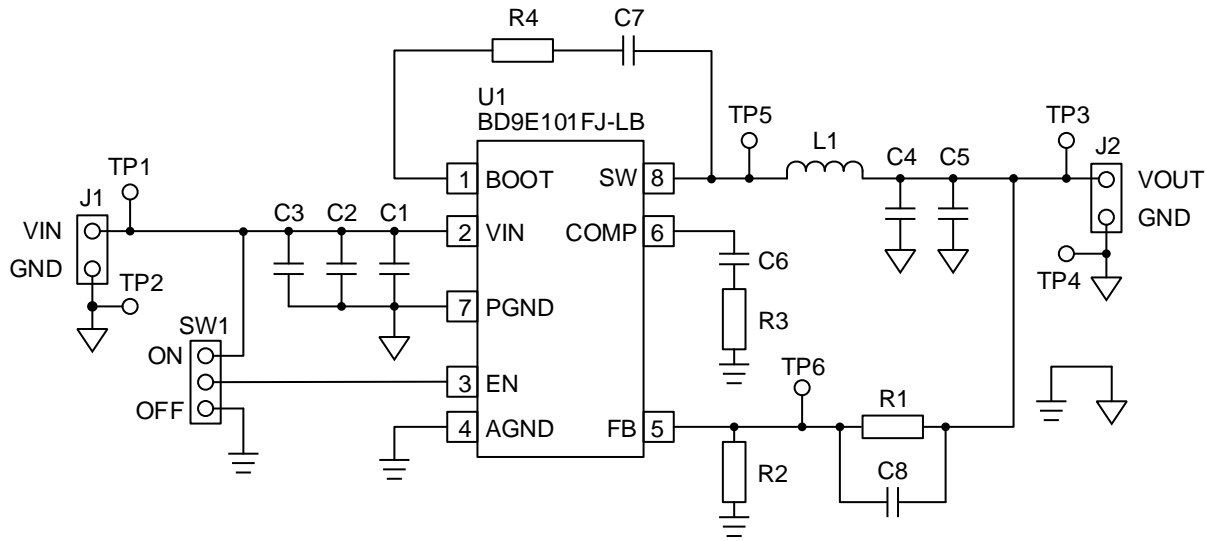 R4
C7
U1
BD9E101FJ-LB
TP5
TP3
L1
C4
C5
J2
TP1
1
BOOT
SW
8
VOUT
J1
C3
C2
C1
GND
VIN
2
VIN
COMP
6
GND
TP2
C6
TP4
7
PGND
R3
SW1
ON
TP6
3
EN
OFF
R1
4
AGND
FB
5
R2
C8